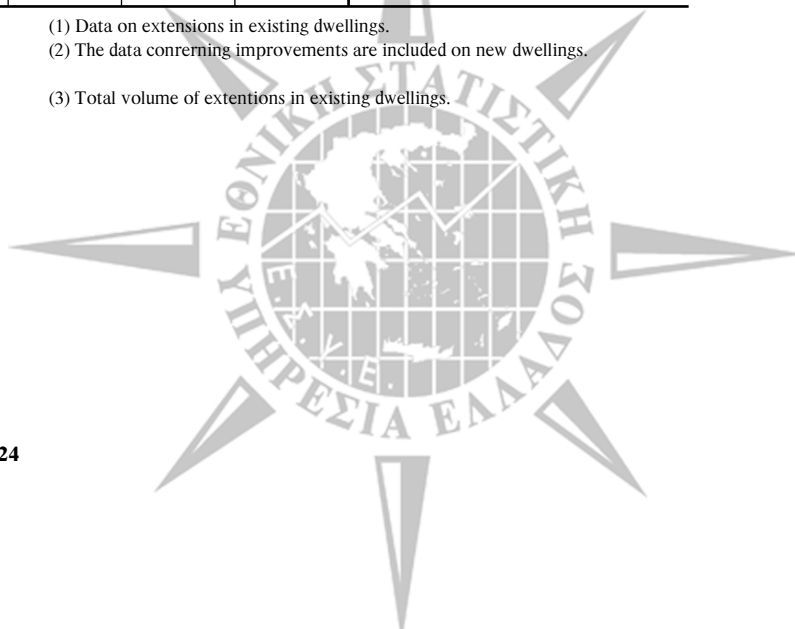 (1) Data on extensions in existing dwellings.
(2) The data conrerning improvements are included on new dwellings.
(3) Total volume of extentions in existing dwellings.
ΕΘΝΙΚΗ ΣΤΑΤΙΣΤΙΚΗ
ΥΠΗΡΕΣΙΑ ΕΛΛΑΔΟΣ
Ε.Σ.Υ.Ε.
24